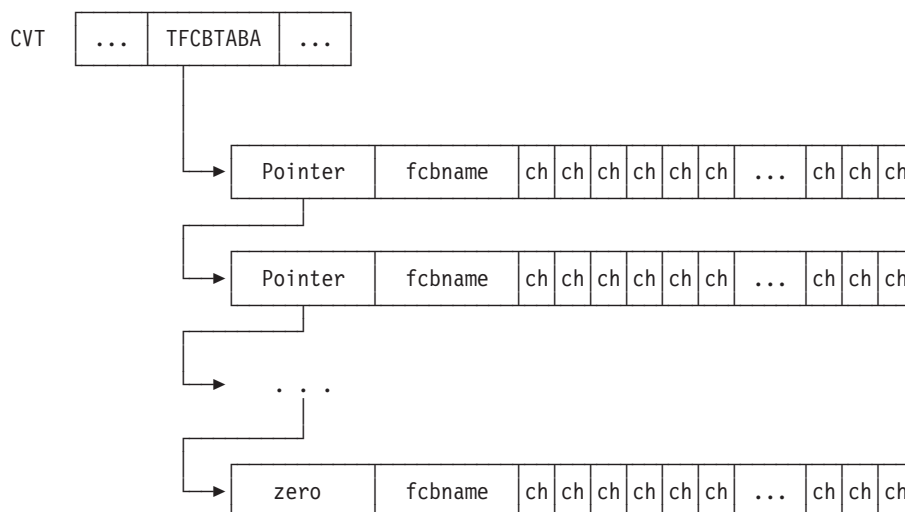 CVT ... TFCBTABA ...
Pointer fcbname ch ch ch ch ch ch ... ch ch ch
Pointer fcbname ch ch ch ch ch ch ... ch ch ch
. . .
zero fcbname ch ch ch ch ch ch ... ch ch ch